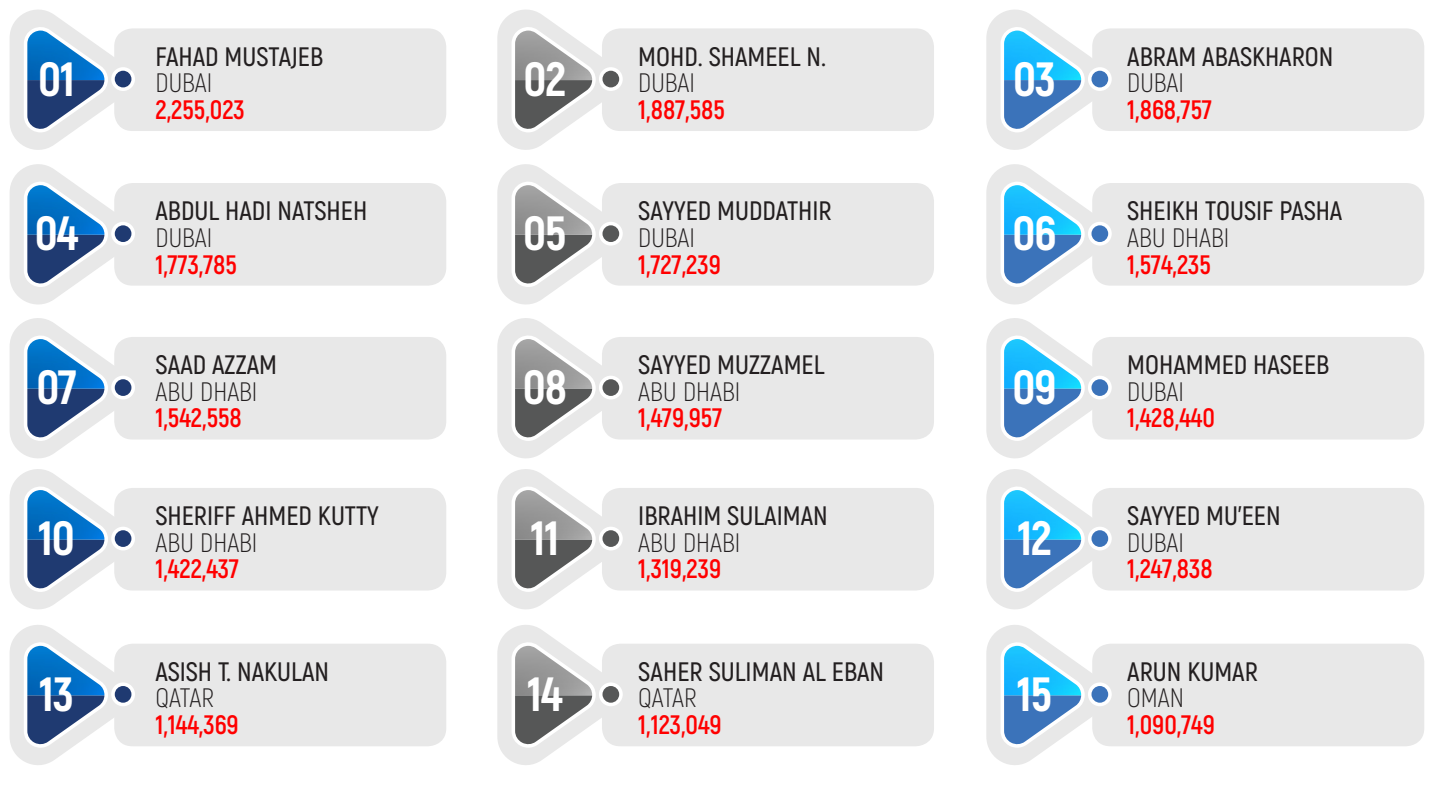 01
FAHAD MUSTAJEB
DUBAI
2,255,023
02
MOHD. SHAMEEL N.
DUBAI
1,887,585
03
ABRAM ABASKHARON
DUBAI
1,868,757
04
ABDUL HADI NATSHEH
DUBAI
1,773,785
05
SAYYED MUDDATHIR
DUBAI
1,727,239
06
SHEIKH TOUSIF PASHA
ABU DHABI
1,574,235
07
SAAD AZZAM
ABU DHABI
1,542,558
08
SAYYED MUZZAMEL
ABU DHABI
1,479,957
09
MOHAMMED HASEEB
DUBAI
1,428,440
10
SHERIFF AHMED KUTTY
ABU DHABI
1,422,437
11
IBRAHIM SULAIMAN
ABU DHABI
1,319,239
12
SAYYED MU'EEN
DUBAI
1,247,838
13
ASISH T. NAKULAN
QATAR
1,144,369
14
SAHER SULIMAN AL EBAN
QATAR
1,123,049
15
ARUN KUMAR
OMAN
1,090,749